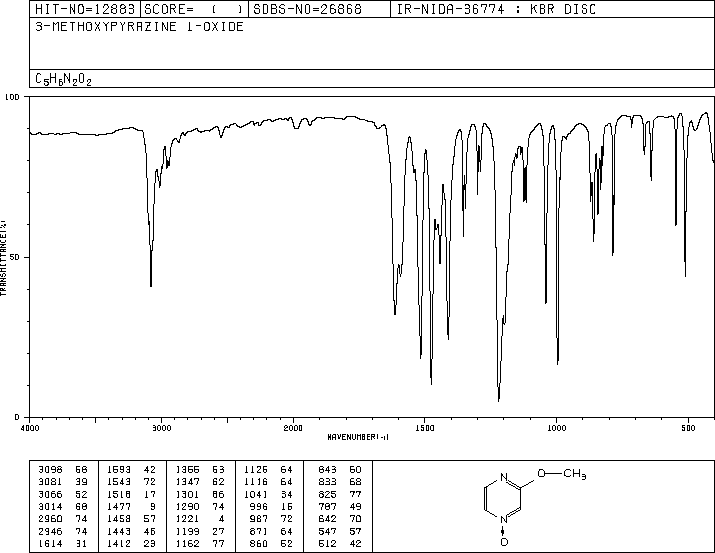 HIT-NO=12883 SCORE= ( ) SDBS-NO=26868 IR-NIDA-36774 : KBR DISC
3-METHOXYPYRAZINE 1-OXIDE
C5H6N2O2
100
50
0
TRANSMITTANCE(%)
4000 3000 2000 1500 1000 500
WAVENUMBER(-1)
3098 68 1593 42 1355 53 1125 64 843 60
3081 39 1543 72 1347 62 1116 64 833 68
3066 52 1518 17 1301 86 1041 34 825 77
3014 68 1477 9 1290 74 996 16 787 49
2960 74 1458 57 1221 4 987 72 642 70
2946 74 1443 46 1199 27 871 64 547 57
1614 31 1412 23 1162 77 860 52 512 42
N O CH3
N
O